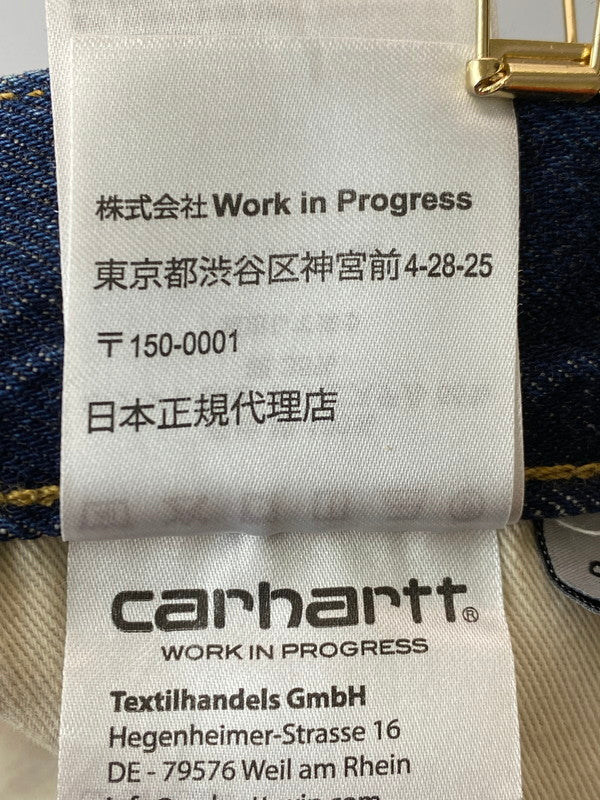 株式会社Work in Progress
東京都渋谷区神宮前4-28-25
〒150-0001
日本正規代理店
carhartt®
WORK IN PROGRESS
Textilhandels GmbH
Hegenheimer-Strasse 16
DE - 79576 Weil am Rhein